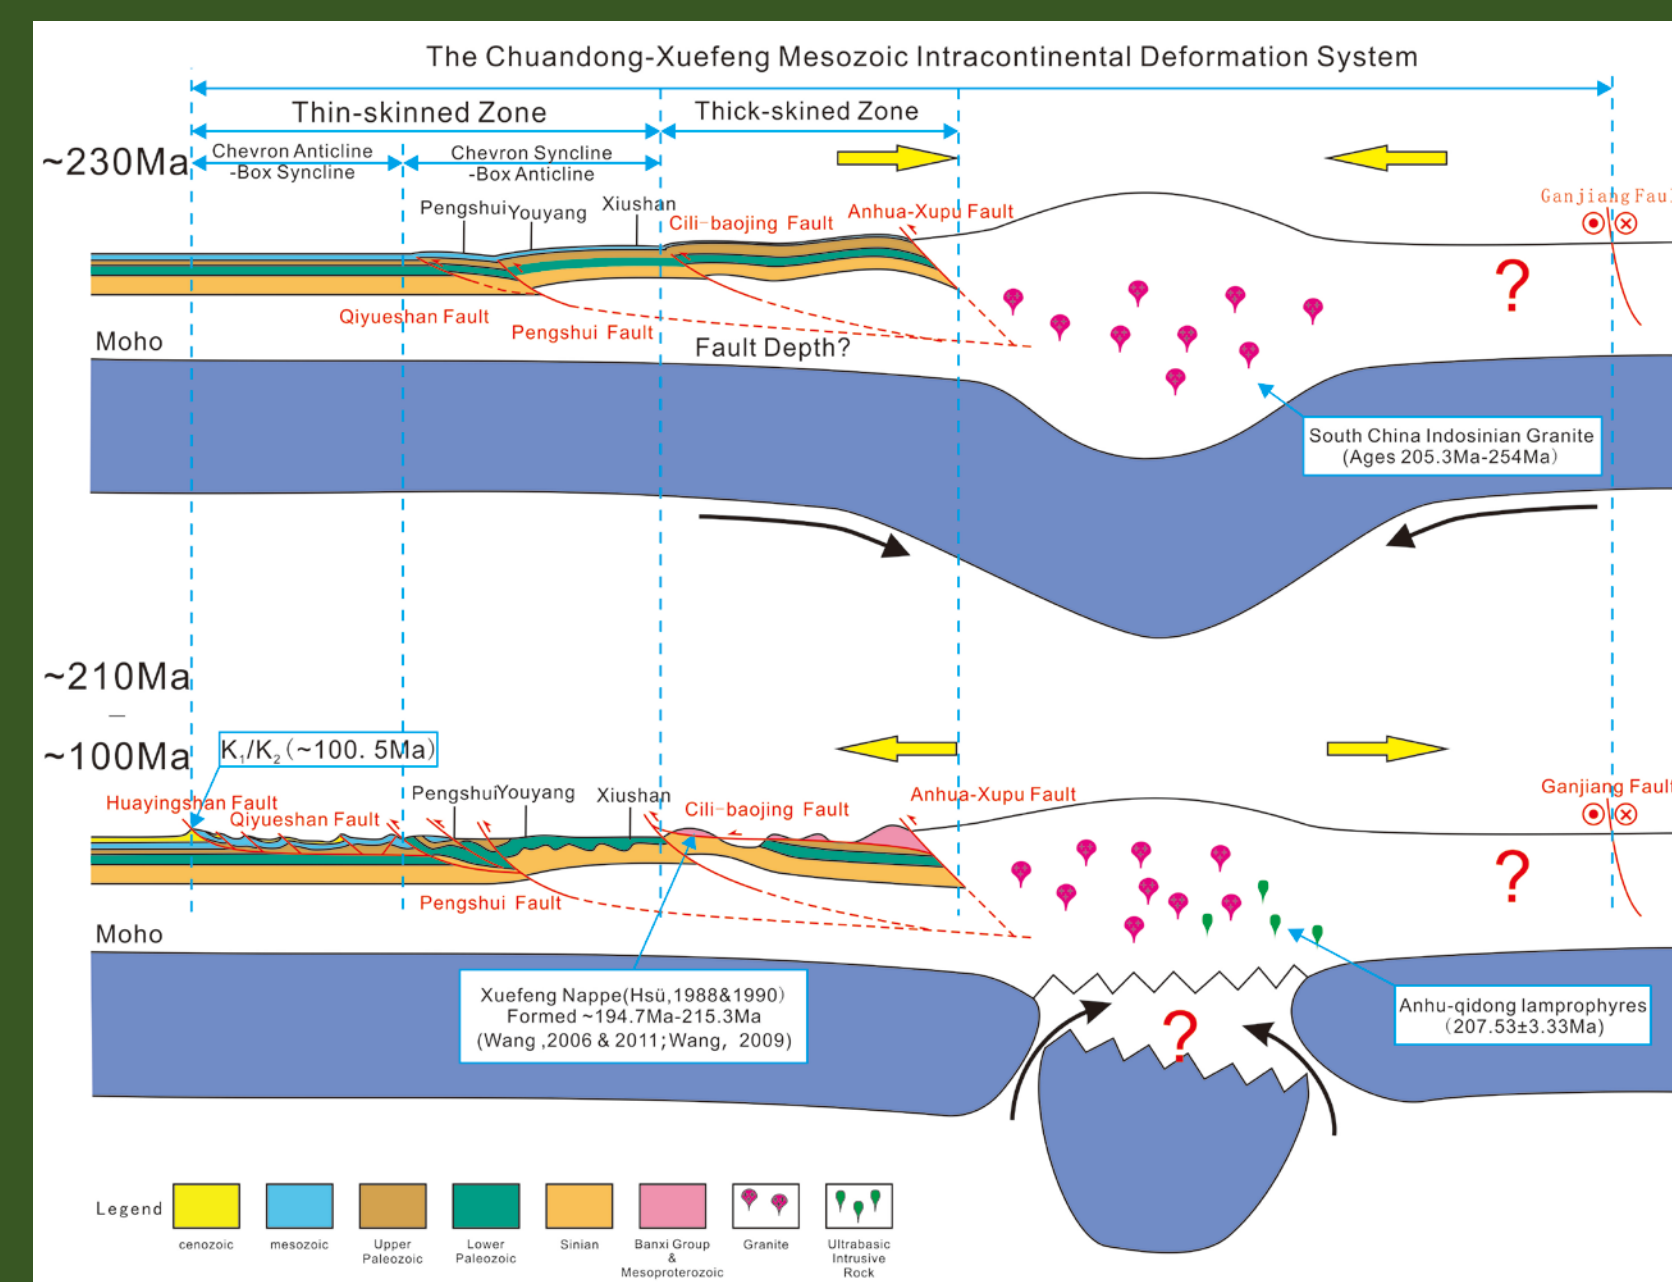 The Chuandong-Xuefeng Mesozoic Intracontinental Deformation System
Thin-skinned Zone
Thick-skined Zone
~230Ma
Chevron Anticline
-Box Syncline
Chevron Syncline
-Box Anticline
Pengshui
Youyang
Xiushan
Cili-baojing Fault
Anhua-Xupu Fault
Ganjiang Faul
?
Qiyueshan Fault
Pengshui Fault
Moho
Fault Depth?
South China Indosinian Granite
(Ages 205.3Ma-254Ma)
~210Ma
—
~100Ma
K₁/K₂(~100.5Ma)
Huayingshan Fault
Qiyueshan Fault
Pengshui
Youyang
Xiushan
Cili-baojing Fault
Anhua-Xupu Fault
Ganjiang Fault
?
Pengshui Fault
Moho
Xuefeng Nappe(Hsü,1988&1990)
Formed ~194.7Ma-215.3Ma
(Wang ,2006 & 2011;Wang, 2009)
?
Anhu-qidong lamprophyres
(207.53±3.33Ma)
Legend
cenozoic
mesozoic
Upper
Paleozoic
Lower
Paleozoic
Sinian
Banxi Group
&
Mesoproterozoic
Granite
Ultrabasic
Intrusive
Rock